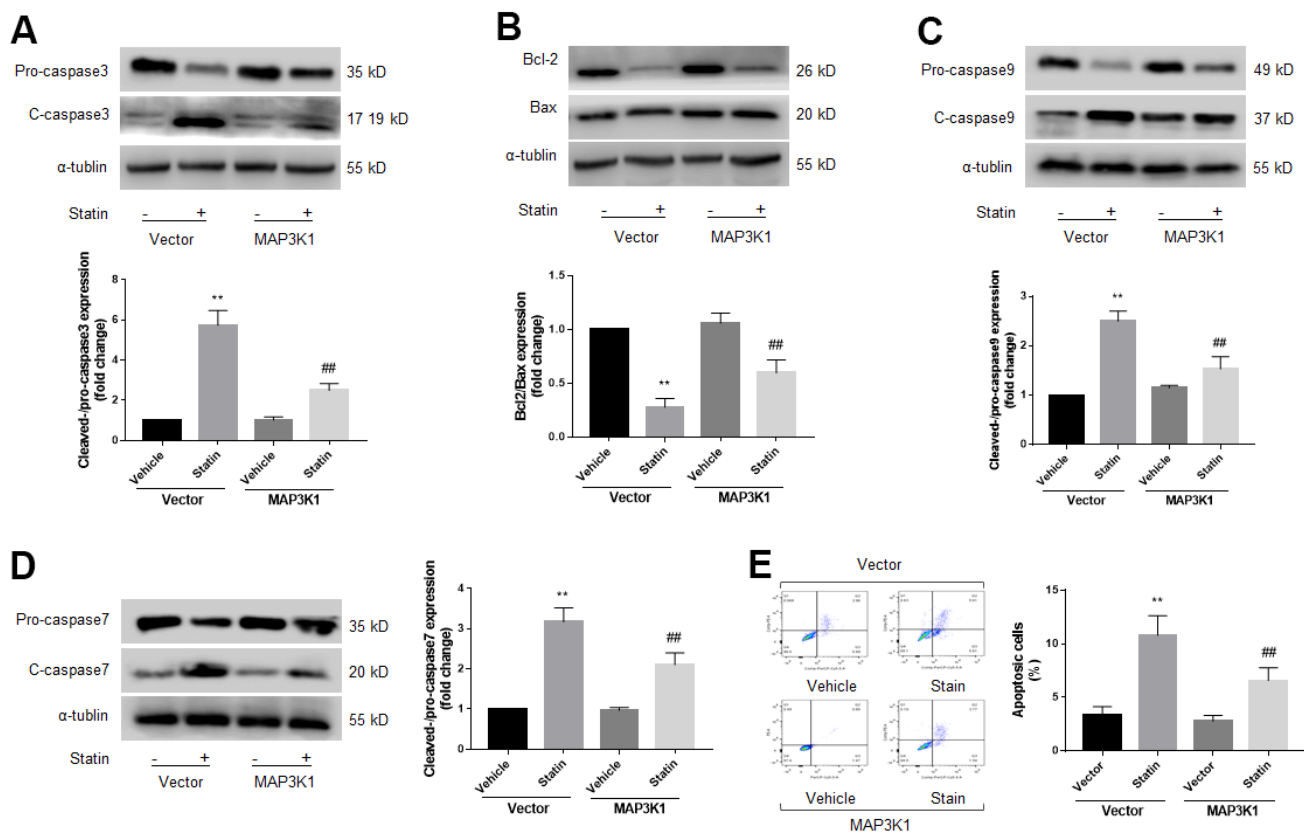 A
Pro-caspase3
35 kD
C-caspase3
17 19 kD
α-tublin
55 kD
Statin - + - +
Vector MAP3K1
Cleaved-/pro-caspase3 expression
(fold change)
8
6
4
2
0
**
##
Vehicle Statin Vehicle Statin
Vector MAP3K1
B
Bcl-2
26 kD
Bax
20 kD
α-tublin
55 kD
Statin - + - +
Vector MAP3K1
Bcl2/Bax expression
(fold change)
1.5
1.0
0.5
0.0
**
##
Vehicle Statin Vehicle Statin
Vector MAP3K1
C
Pro-caspase9
49 kD
C-caspase9
37 kD
α-tublin
55 kD
Statin - + - +
Vector MAP3K1
Cleaved-/pro-caspase9 expression
(fold change)
3
2
1
0
**
##
Vehicle Statin Vehicle Statin
Vector MAP3K1
D
Pro-caspase7
35 kD
C-caspase7
20 kD
α-tublin
55 kD
Statin - + - +
Vector MAP3K1
Cleaved-/pro-caspase7 expression
(fold change)
4
3
2
1
0
**
##
Vehicle Statin Vehicle Statin
Vector MAP3K1
E
Vector
Vehicle Stain
Vehicle Stain
MAP3K1
Apoptosic cells
(%)
15
10
5
0
**
##
Vector Statin Vector Statin
Vector MAP3K1